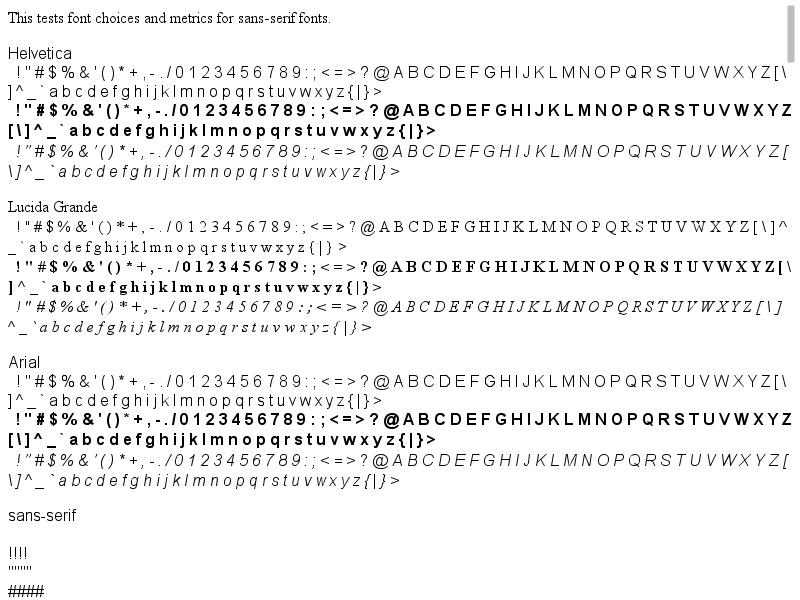 This tests font choices and metrics for sans-serif fonts.
Helvetica
! " # $ % & ' ( ) * + , - . / 0 1 2 3 4 5 6 7 8 9 : ; < = > ? @ A B C D E F G H I J K L M N O P Q R S T U V W X Y Z [ \
] ^ _ ` a b c d e f g h i j k l m n o p q r s t u v w x y z { | } >
! " # $ % & ' ( ) * + , - . / 0 1 2 3 4 5 6 7 8 9 : ; < = > ? @ A B C D E F G H I J K L M N O P Q R S T U V W X Y Z
[ \ ] ^ _ ` a b c d e f g h i j k l m n o p q r s t u v w x y z { | } >
! " # $ % & ' ( ) * + , - . / 0 1 2 3 4 5 6 7 8 9 : ; < = > ? @ A B C D E F G H I J K L M N O P Q R S T U V W X Y Z [
\ ] ^ _ ` a b c d e f g h i j k l m n o p q r s t u v w x y z { | } >
Lucida Grande
! " # $ % & ' ( ) * + , - . / 0 1 2 3 4 5 6 7 8 9 : ; < = > ? @ A B C D E F G H I J K L M N O P Q R S T U V W X Y Z [ \ ] ^
_ ` a b c d e f g h i j k l m n o p q r s t u v w x y z { | } >
! " # $ % & ' ( ) * + , - . / 0 1 2 3 4 5 6 7 8 9 : ; < = > ? @ A B C D E F G H I J K L M N O P Q R S T U V W X Y Z [ \
] ^ _ ` a b c d e f g h i j k l m n o p q r s t u v w x y z { | } >
! " # $ % & ' ( ) * + , - . / 0 1 2 3 4 5 6 7 8 9 : ; < = > ? @ A B C D E F G H I J K L M N O P Q R S T U V W X Y Z [ \ ]
^ _ ` a b c d e f g h i j k l m n o p q r s t u v w x y z { | } >
Arial
! " # $ % & ' ( ) * + , - . / 0 1 2 3 4 5 6 7 8 9 : ; < = > ? @ A B C D E F G H I J K L M N O P Q R S T U V W X Y Z [ \
] ^ _ ` a b c d e f g h i j k l m n o p q r s t u v w x y z { | } >
! " # $ % & ' ( ) * + , - . / 0 1 2 3 4 5 6 7 8 9 : ; < = > ? @ A B C D E F G H I J K L M N O P Q R S T U V W X Y Z
[ \ ] ^ _ ` a b c d e f g h i j k l m n o p q r s t u v w x y z { | } >
! " # $ % & ' ( ) * + , - . / 0 1 2 3 4 5 6 7 8 9 : ; < = > ? @ A B C D E F G H I J K L M N O P Q R S T U V W X Y Z [
\ ] ^ _ ` a b c d e f g h i j k l m n o p q r s t u v w x y z { | } >
sans-serif
!!!!
""""
####